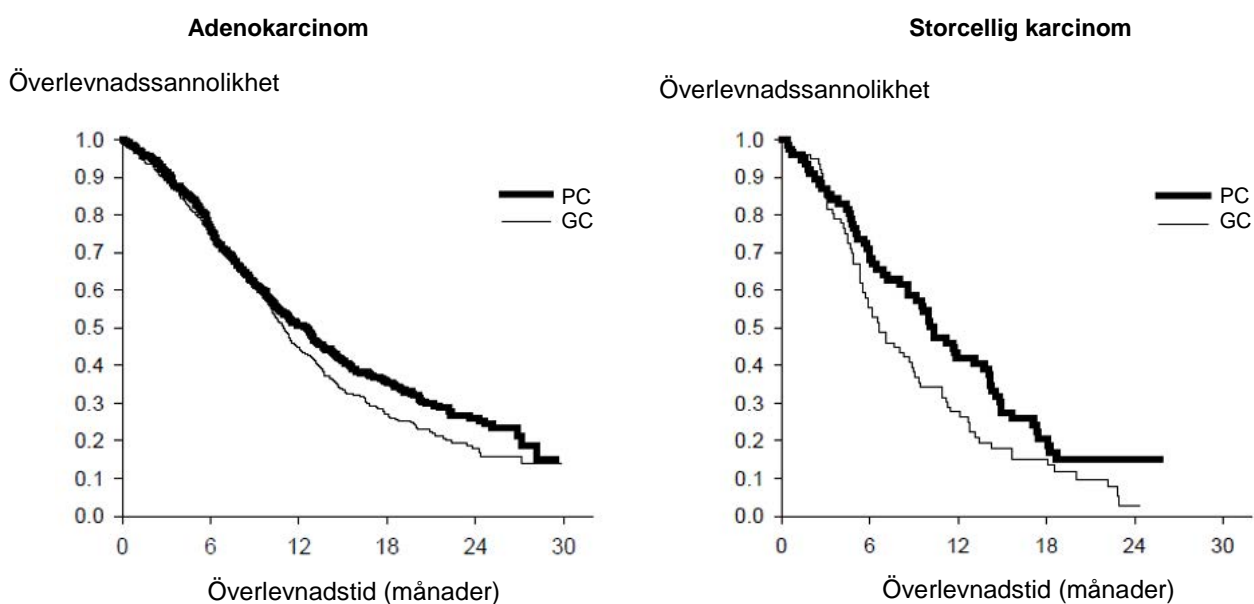 Adenokarcinom
Överlevnadssannolikhet
1.0
0.9
0.8
0.7
0.6
0.5
0.4
0.3
0.2
0.1
0.0
PC
GC
0 6 12 18 24 30
Överlevnadstid (månader)
Storcellig karcinom
Överlevnadssannolikhet
1.0
0.9
0.8
0.7
0.6
0.5
0.4
0.3
0.2
0.1
0.0
PC
GC
0 6 12 18 24 30
Överlevnadstid (månader)